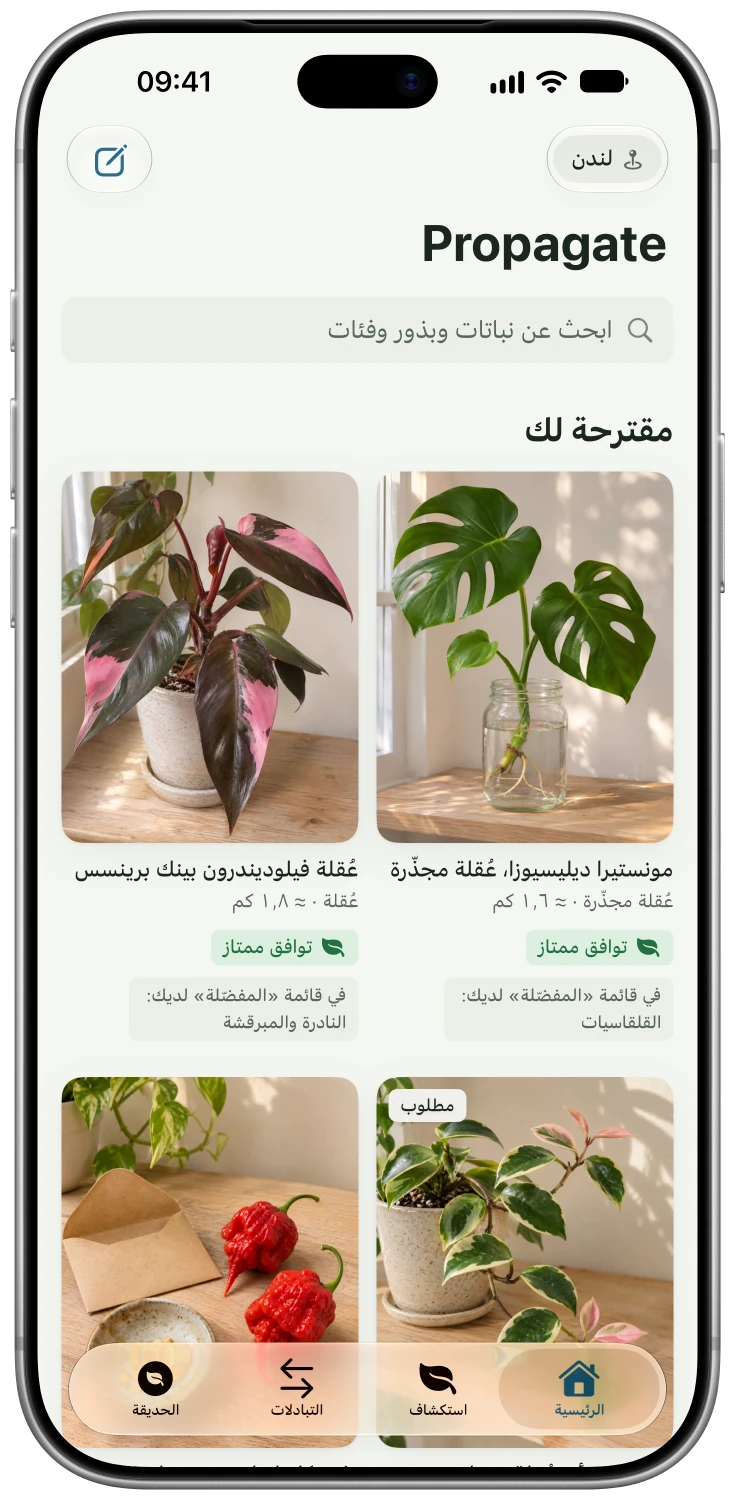 09:41
لندن
Propagate
ابحث عن نباتات وبذور وفئات
مقترحة لك
مونستيرا ديليسيوزا، عُقلة مجذّرة
عُقلة مجذّرة · ≈ ١,٦ كم
توافق ممتاز
في قائمة «المفضّلة» لديك:
القلقاسيات
عُقلة فيلوديندرون بينك برينسس
عُقلة · ≈ ١,٨ كم
توافق ممتاز
في قائمة «المفضّلة» لديك:
النادرة والمبرقشة
مطلوب
الرئيسية
استكشاف
التبادلات
الحديقة